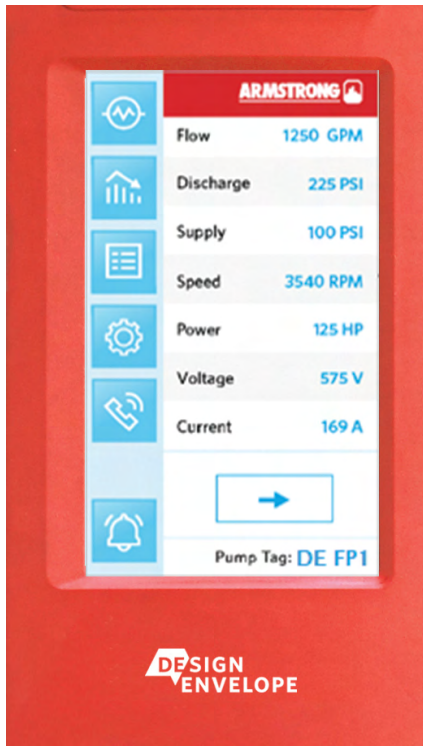 ARMSTRONG
Flow 1250 GPM
Discharge 225 PSI
Supply 100 PSI
Speed 3540 RPM
Power 125 HP
Voltage 575 V
Current 169 A
Pump Tag: DE FP1
DESIGN
ENVELOPE